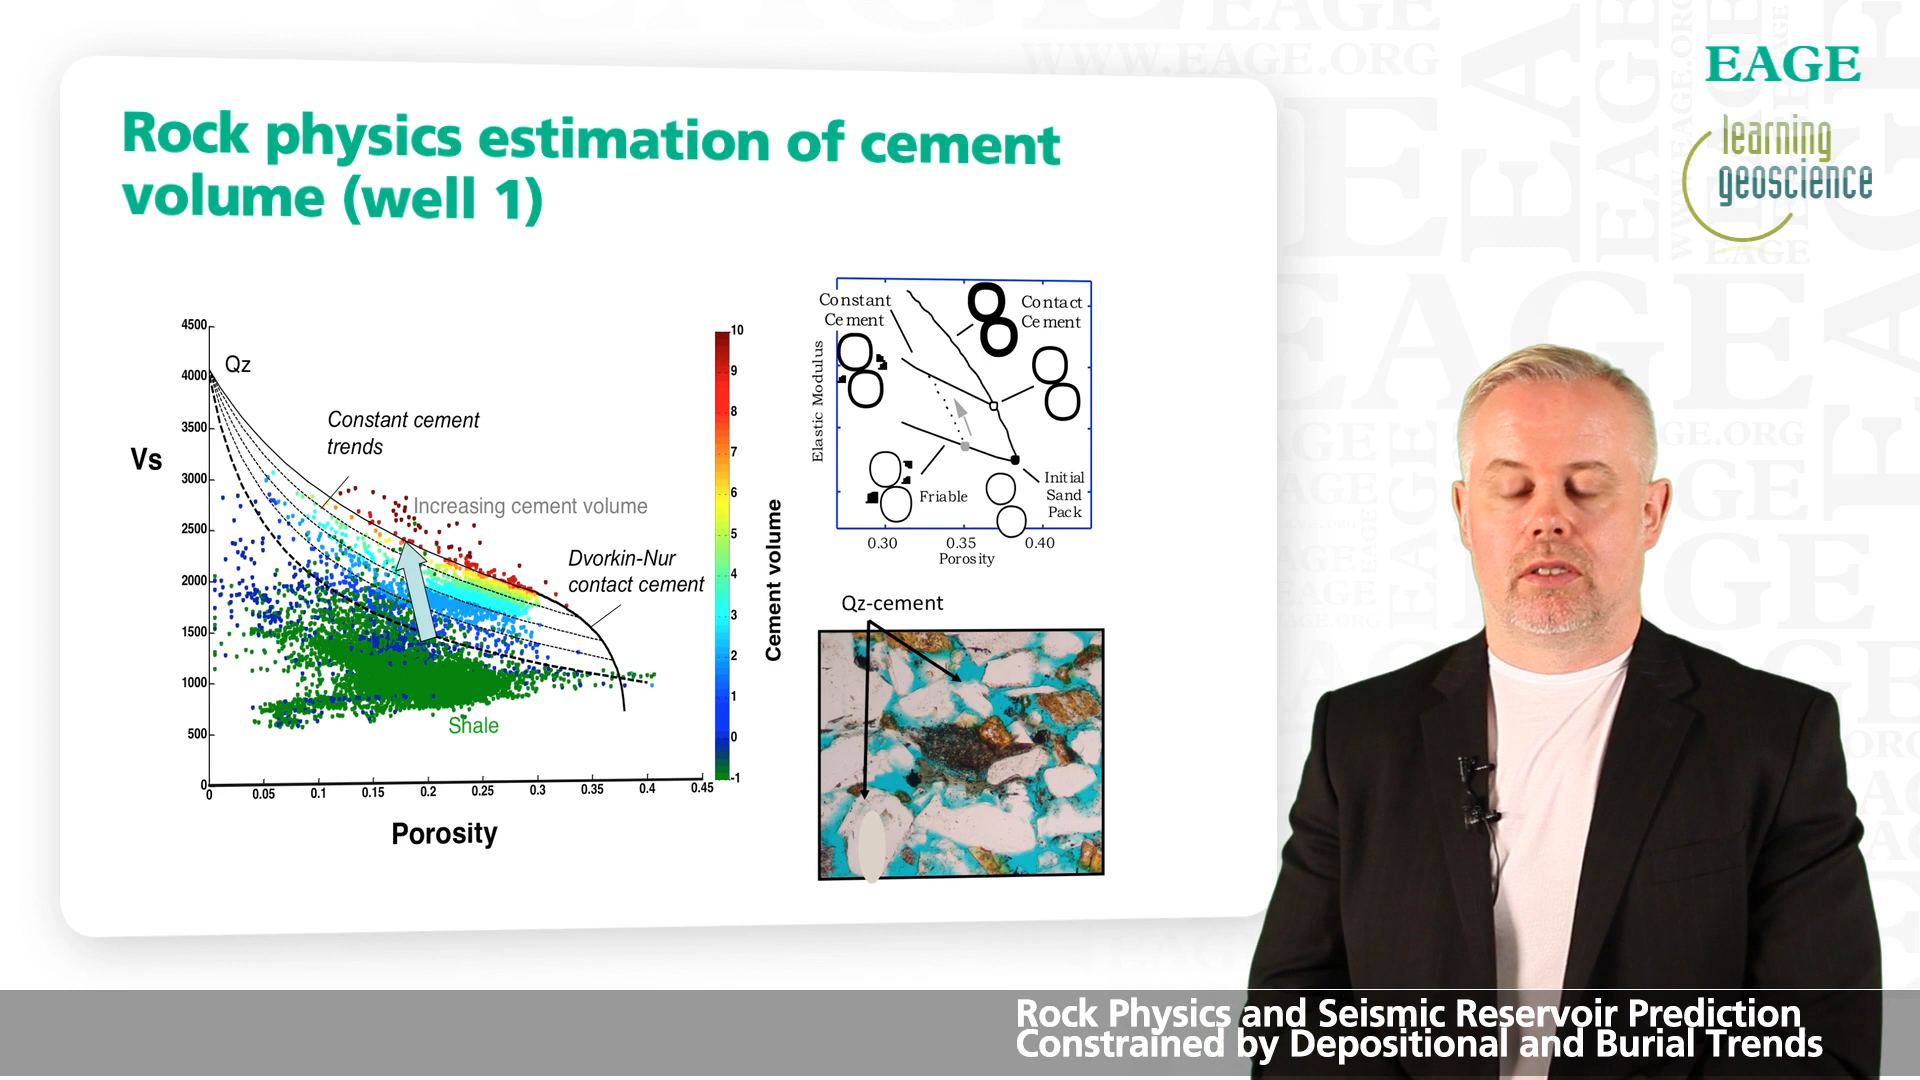 EAGE
learning
geoscience
Rock physics estimation of cement
volume (well 1)
4500
4000
3500
3000
2500
2000
1500
1000
500
0
Vs
Qz
Constant cement
trends
Increasing cement volume
Dvorkin-Nur
contact cement
Shale
0
0.05
0.1
0.15
0.2
0.25
0.3
0.35
0.4
0.45
Porosity
10
9
8
7
6
5
4
3
2
1
0
-1
Cement volume
Constant
Cement
Contact
Cement
Elastic Modulus
Friable
Initial
Sand
Pack
0.30
0.35
0.40
Porosity
Qz-cement
Rock Physics and Seismic Reservoir Prediction
Constrained by Depositional and Burial Trends
WWW.EAGE.ORG